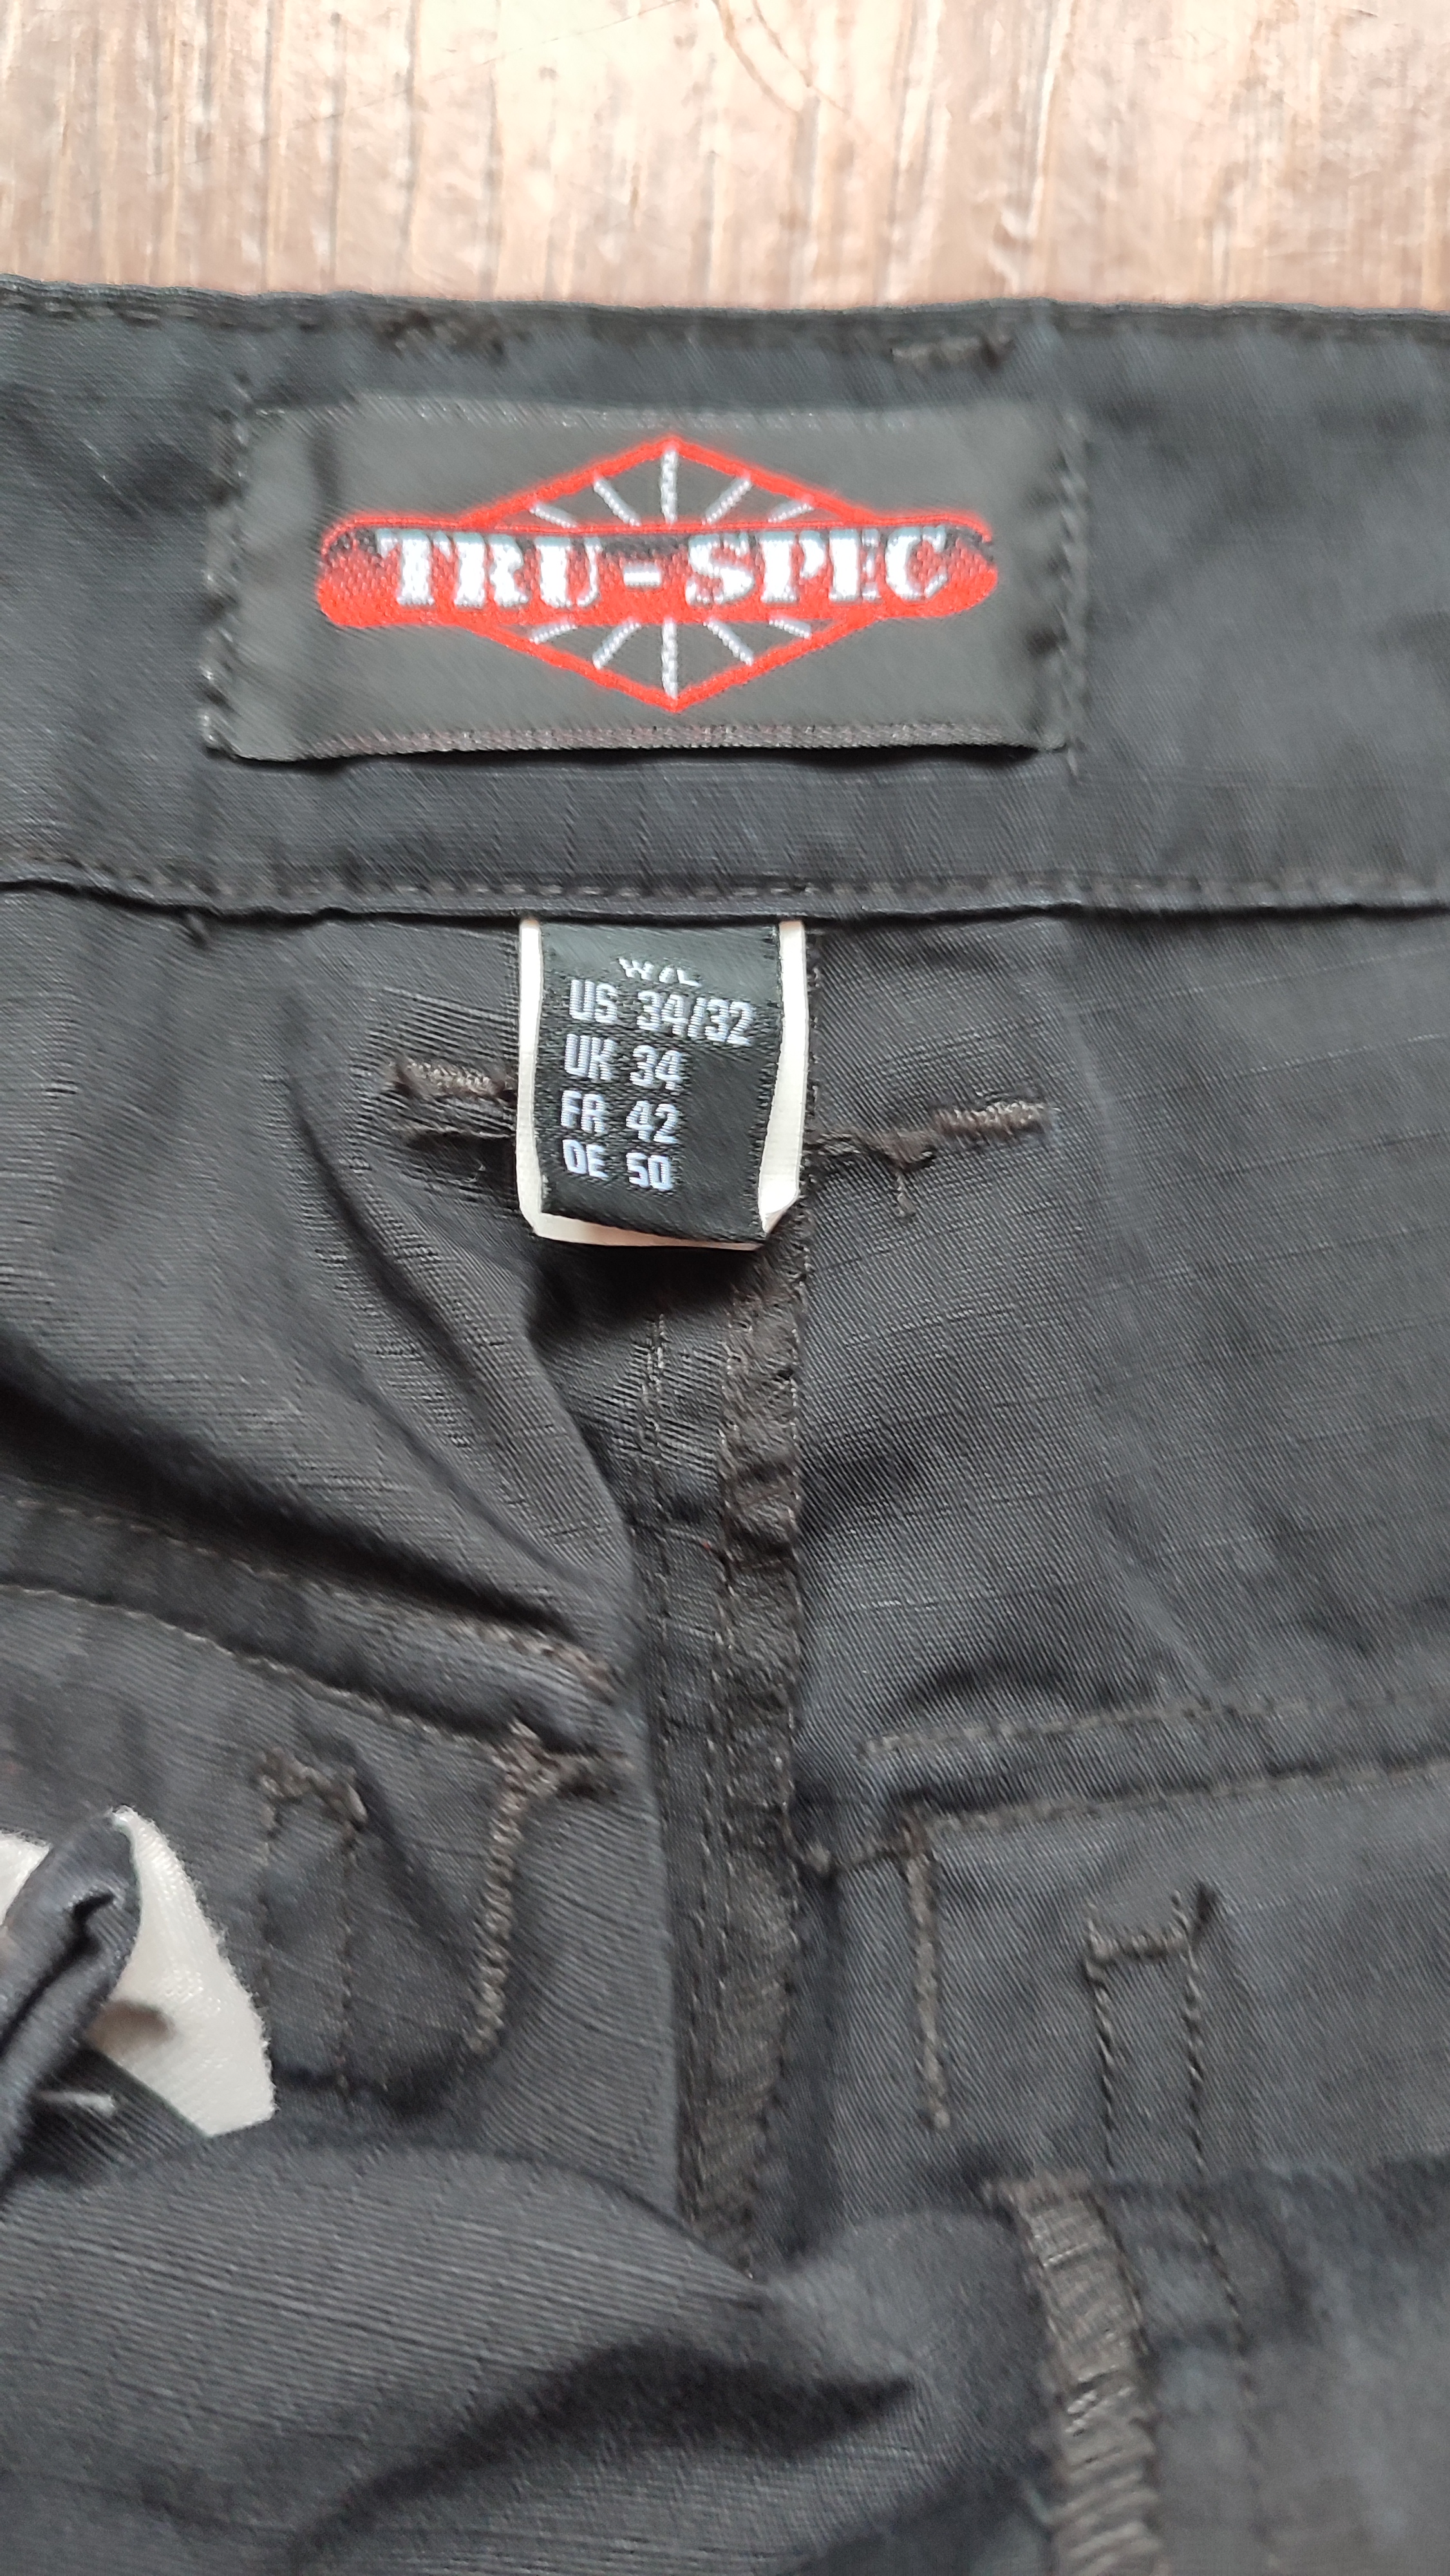 TRU-SPEC
W/L
US 34/32
UK 34
FR 42
DE 50